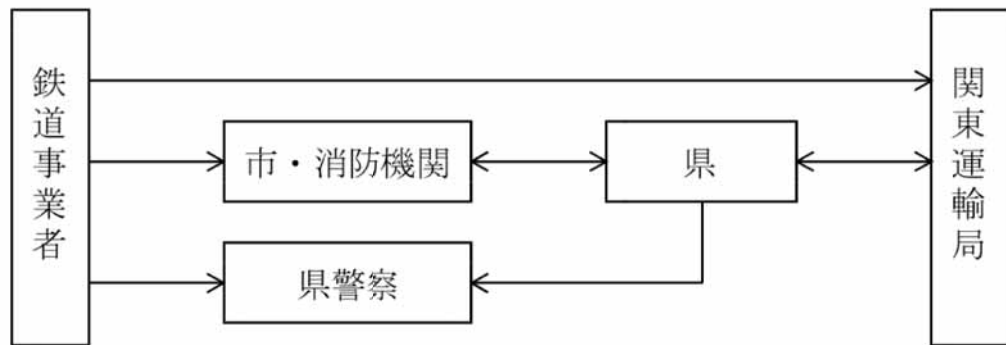 鉄道事業者
市・消防機関
県
県警察
関東運輸局